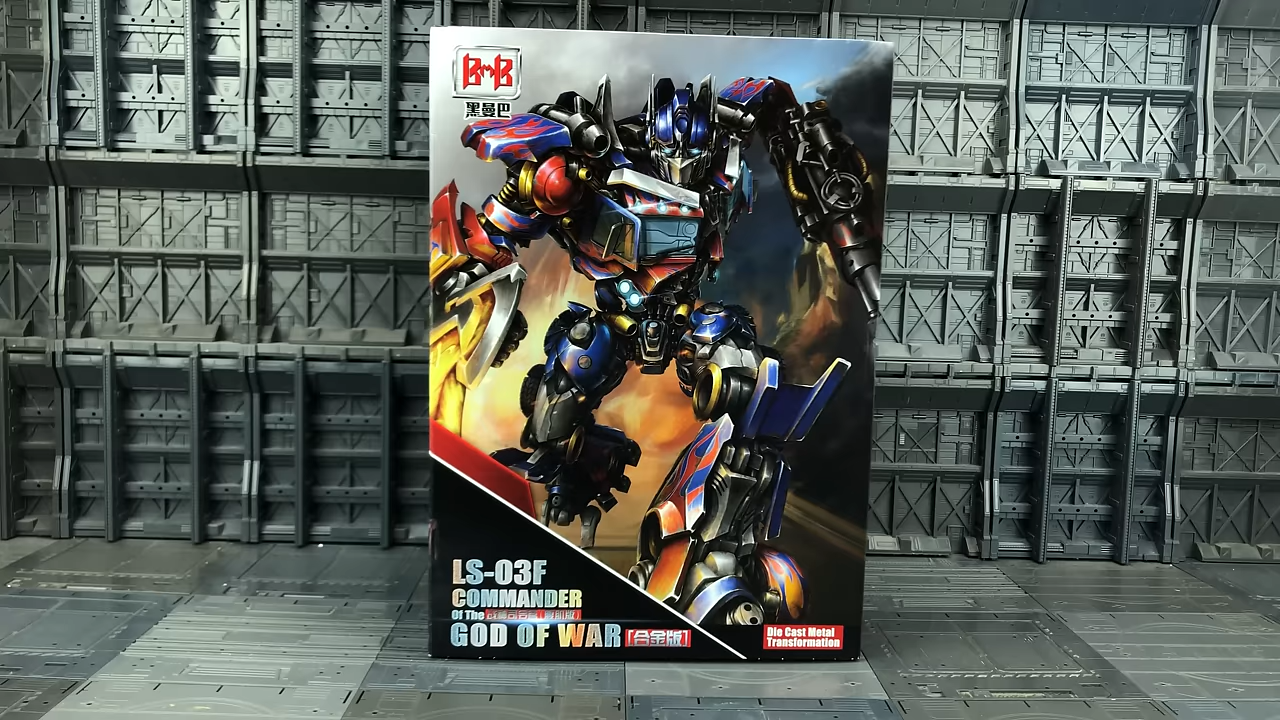 BMB
黑曼巴
LS-03F
COMMANDER
Of The
GOD OF WAR [合金版]
Die Cast Metal
Transformation